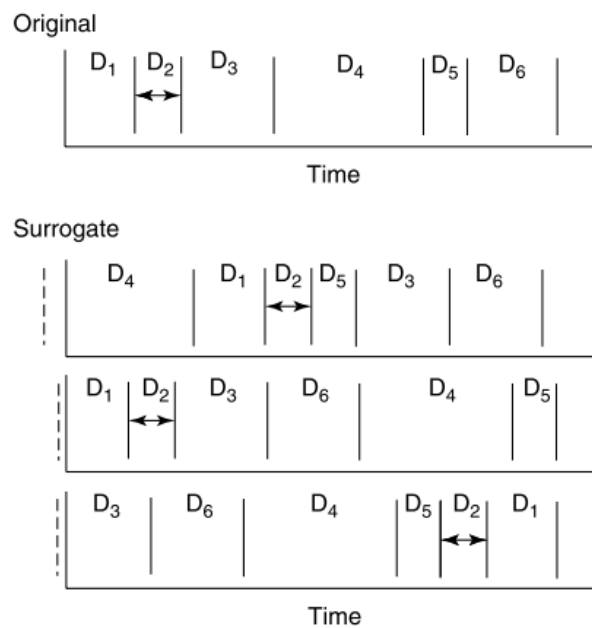 Original
D₁ D₂ D₃ D₄ D₅ D₆
Time
Surrogate
D₄ D₁ D₂ D₅ D₃ D₆
D₁ D₂ D₃ D₆ D₄ D₅
D₃ D₆ D₄ D₅ D₂ D₁
Time